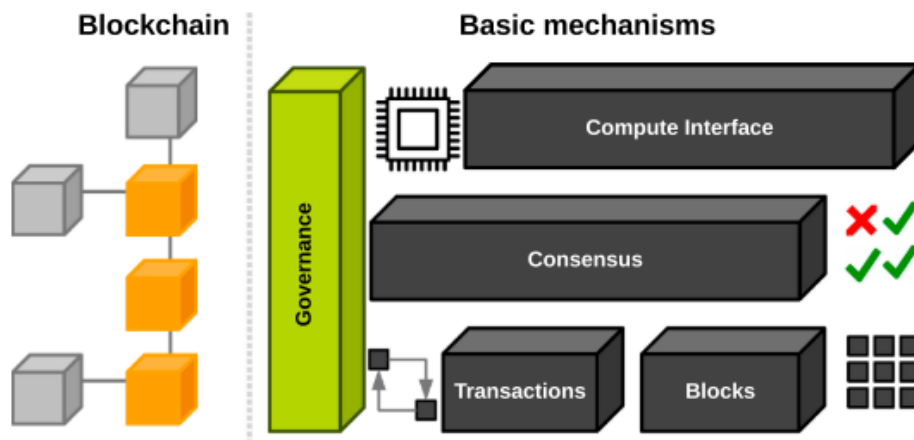 Blockchain
Basic mechanisms
Governance
Compute Interface
Consensus
Transactions
Blocks